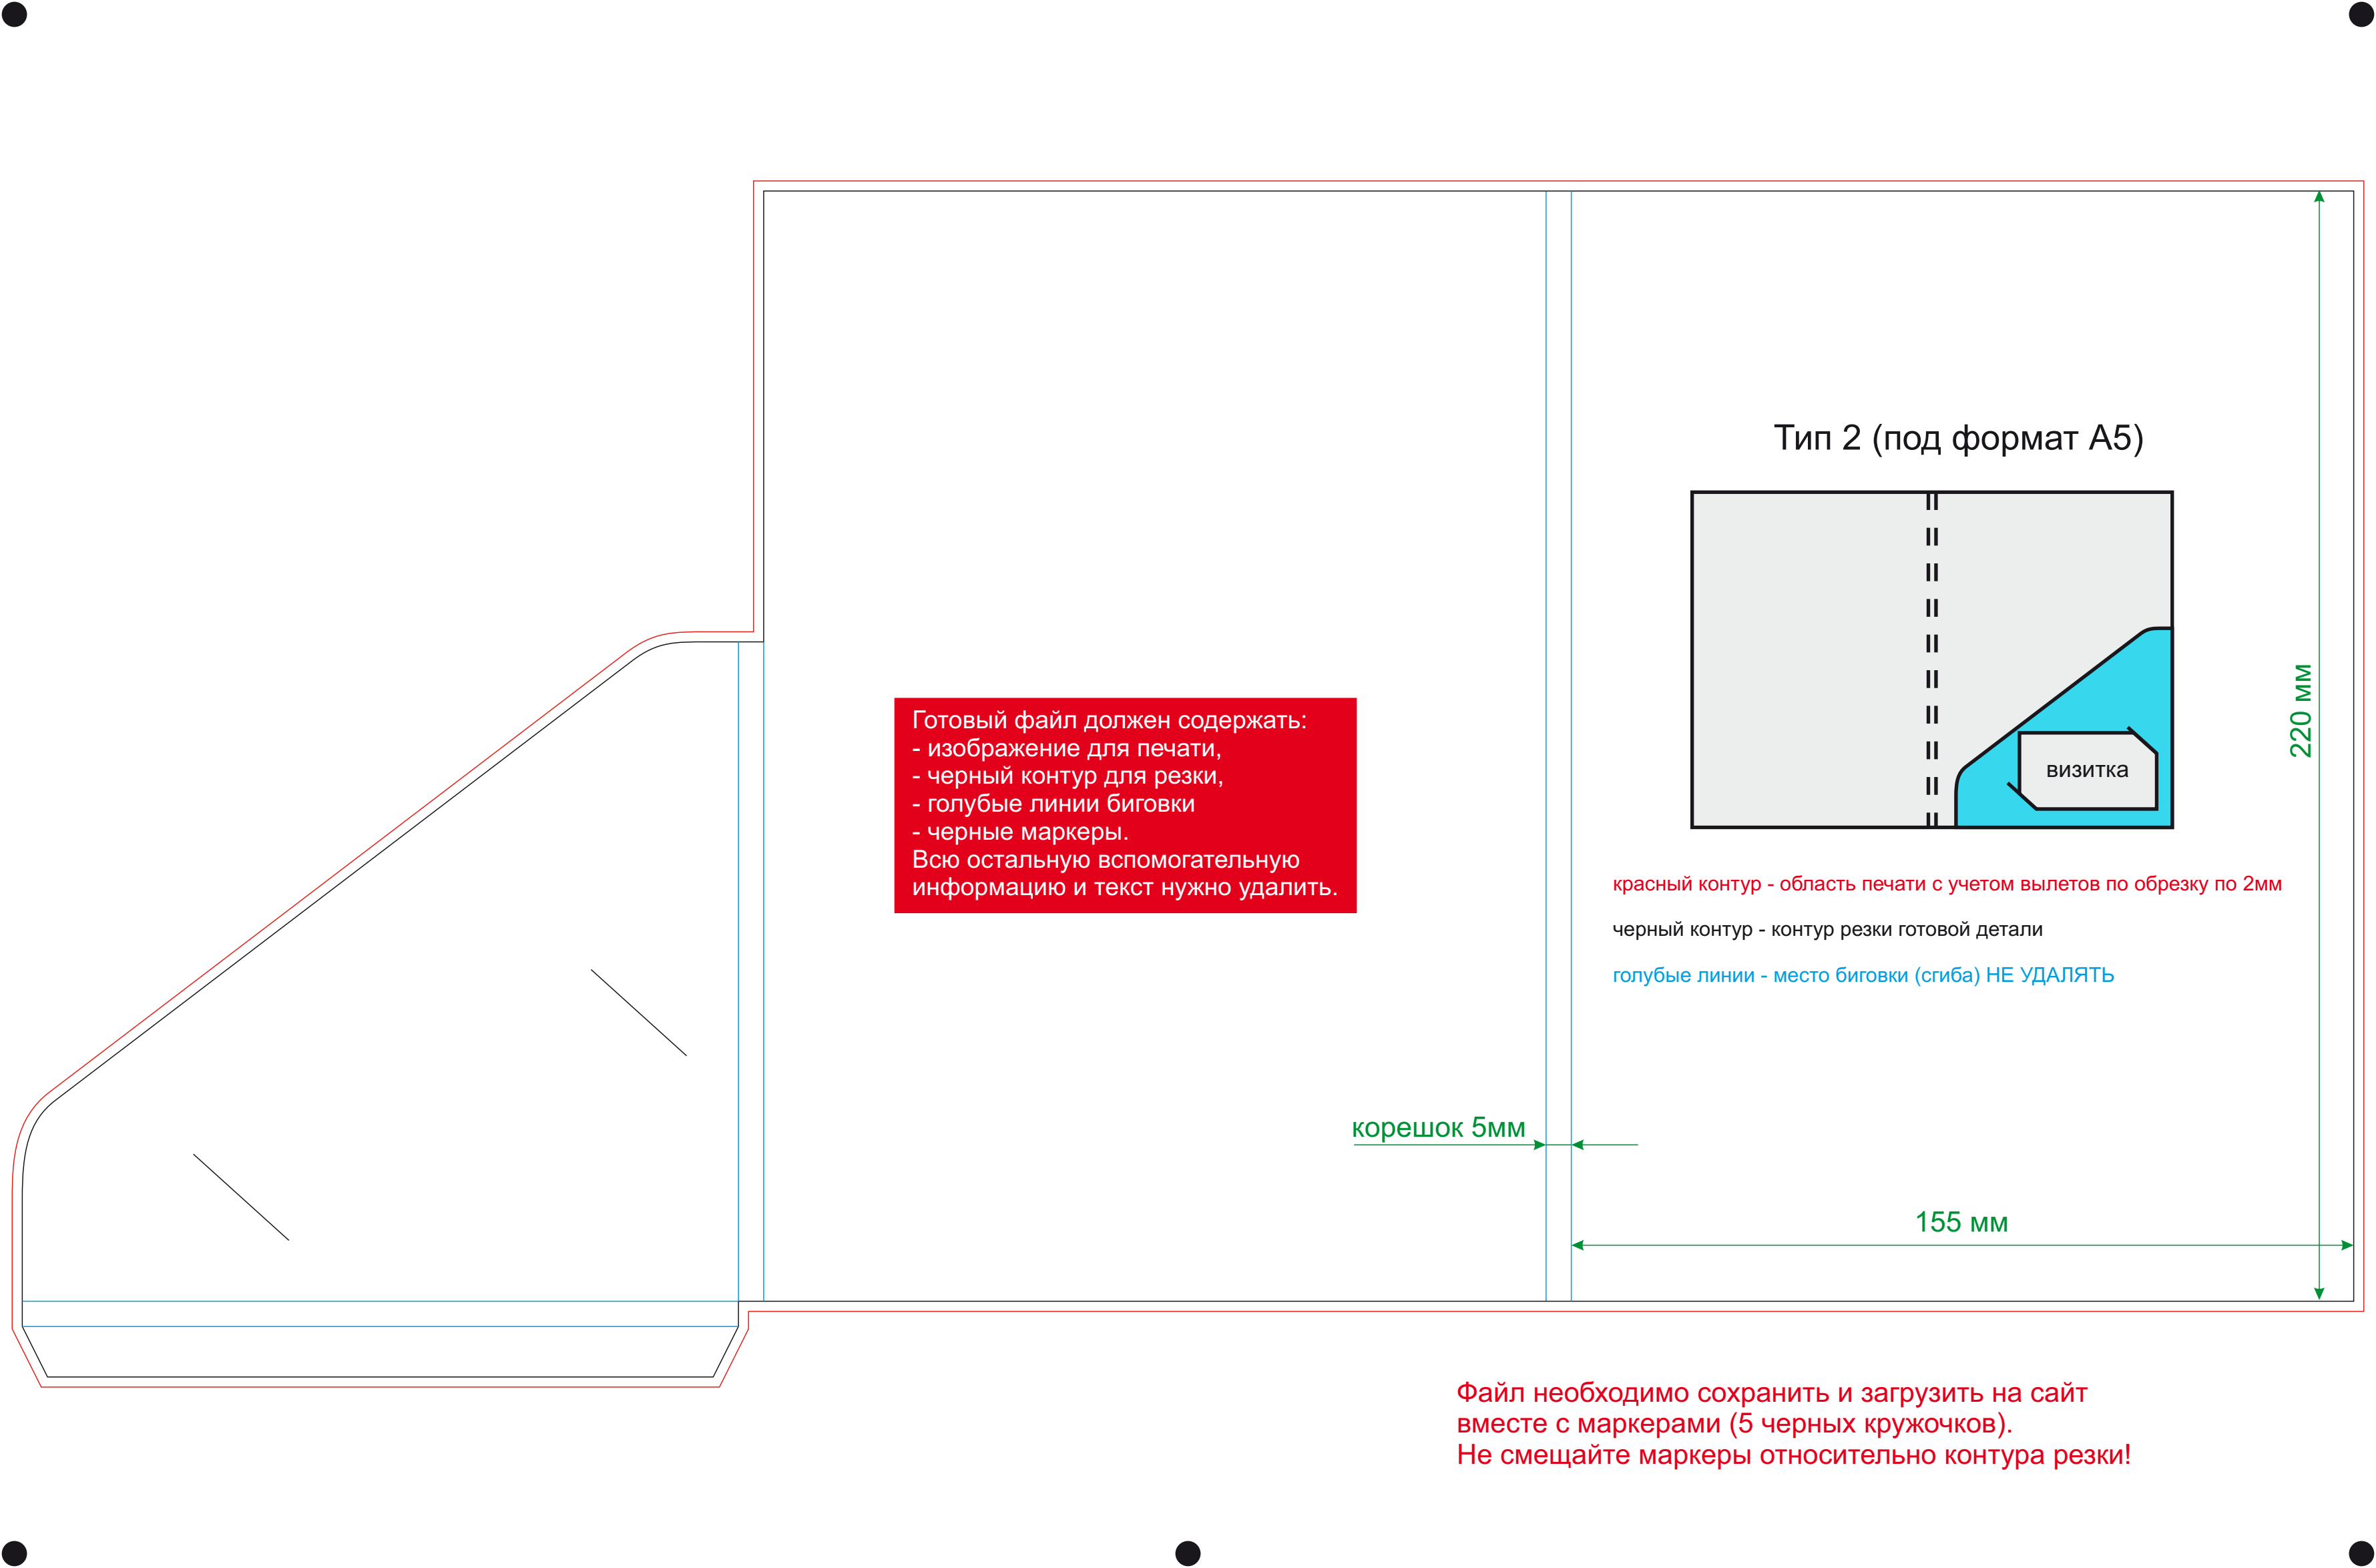 Тип 2 (под формат А5)
визитка
220 мм
Готовый файл должен содержать:
- изображение для печати,
- черный контур для резки,
- голубые линии биговки
- черные маркеры.
Всю остальную вспомогательную
информацию и текст нужно удалить.
красный контур - область печати с учетом вылетов по обрезку по 2мм
черный контур - контур резки готовой детали
голубые линии - место биговки (сгиба) НЕ УДАЛЯТЬ
корешок 5мм
155 мм
Файл необходимо сохранить и загрузить на сайт
вместе с маркерами (5 черных кружочков).
Не смещайте маркеры относительно контура резки!